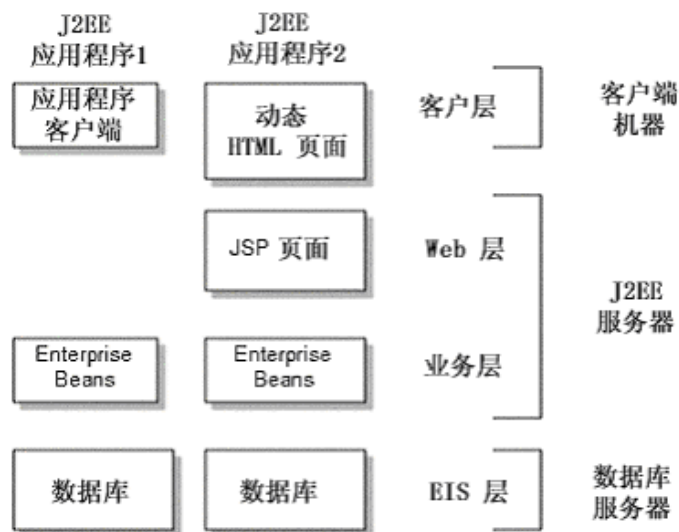 J2EE
应用程序1
J2EE
应用程序2
应用程序
客户端
动态
HTML 页面
客户层
客户端
机器
JSP 页面
Web 层
J2EE
服务器
Enterprise
Beans
Enterprise
Beans
业务层
数据库
数据库
EIS 层
数据库
服务器